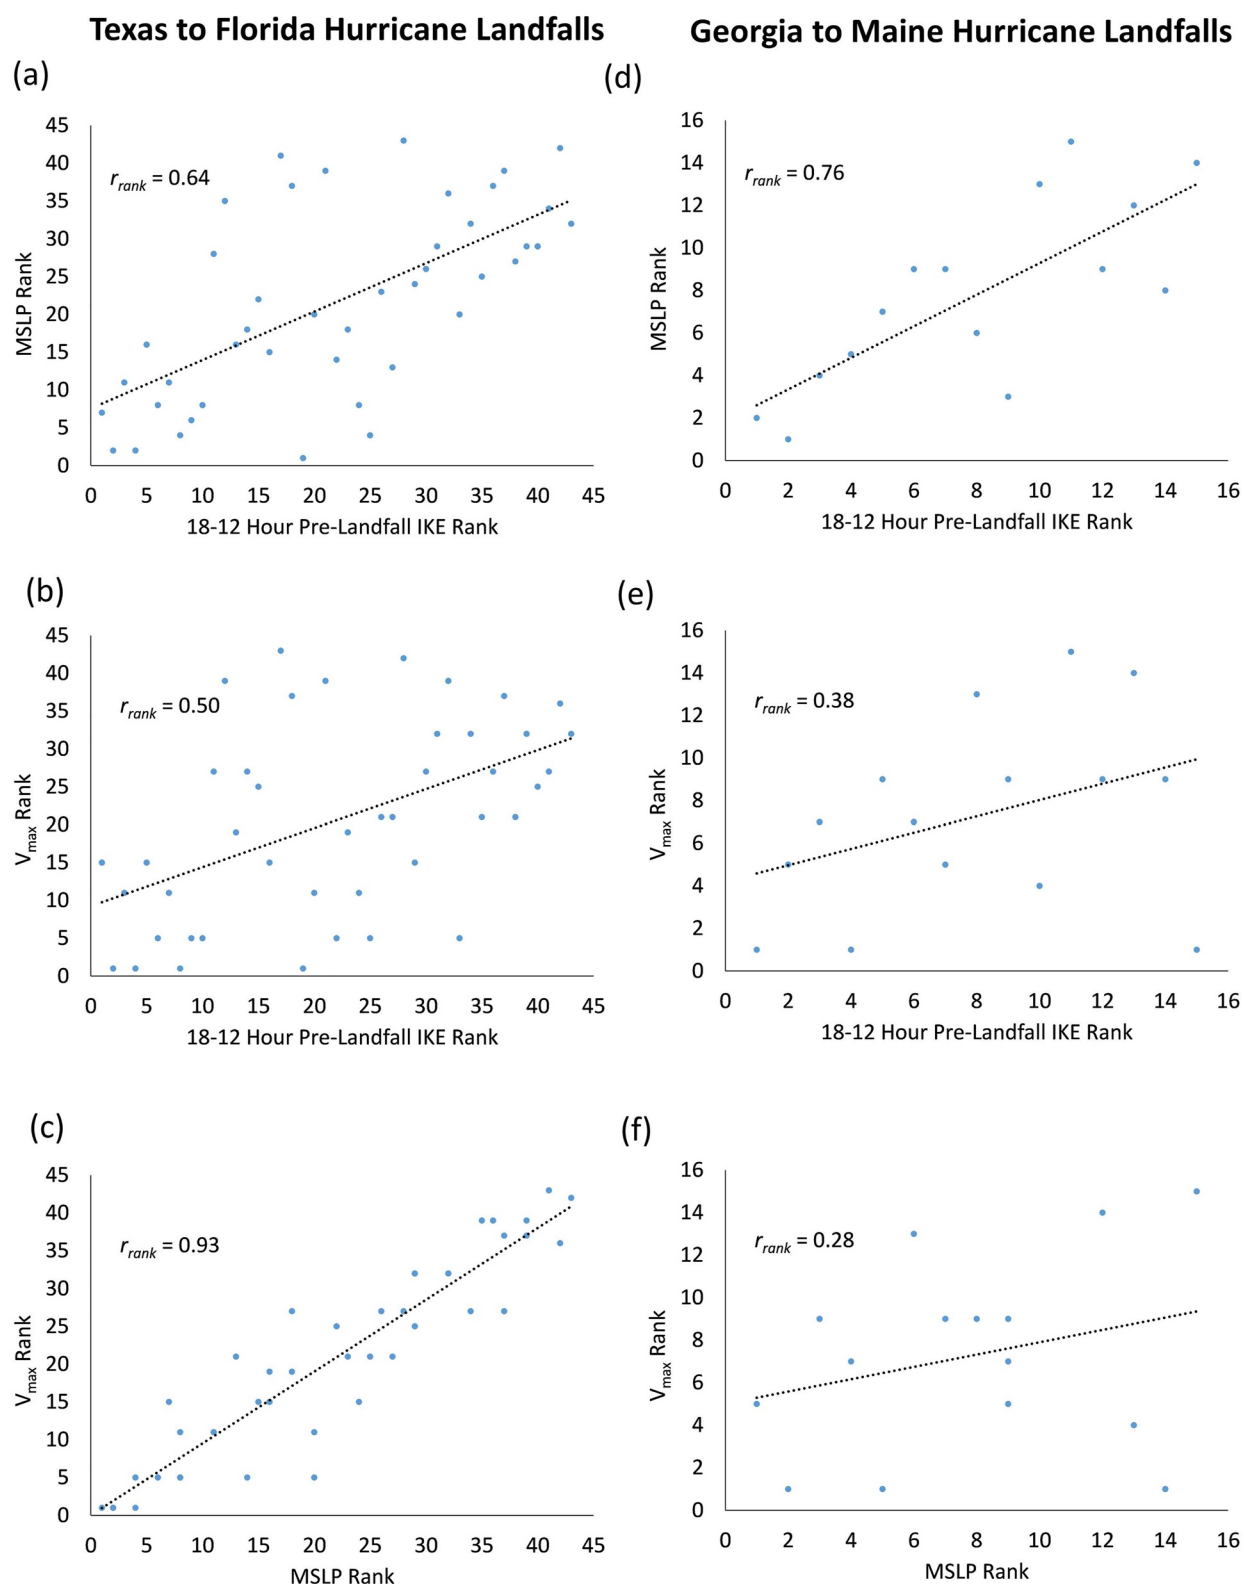 Texas to Florida Hurricane Landfalls
Georgia to Maine Hurricane Landfalls
(a)
45
40
35
30
25
20
15
10
5
0
MSLP Rank
r_rank = 0.64
0 5 10 15 20 25 30 35 40 45
18-12 Hour Pre-Landfall IKE Rank
(d)
16
14
12
10
8
6
4
2
0
MSLP Rank
r_rank = 0.76
0 2 4 6 8 10 12 14 16
18-12 Hour Pre-Landfall IKE Rank
(b)
45
40
35
30
25
20
15
10
5
0
Vmax Rank
r_rank = 0.50
0 5 10 15 20 25 30 35 40 45
18-12 Hour Pre-Landfall IKE Rank
(e)
16
14
12
10
8
6
4
2
0
Vmax Rank
r_rank = 0.38
0 2 4 6 8 10 12 14 16
18-12 Hour Pre-Landfall IKE Rank
(c)
45
40
35
30
25
20
15
10
5
0
Vmax Rank
r_rank = 0.93
0 5 10 15 20 25 30 35 40 45
MSLP Rank
(f)
16
14
12
10
8
6
4
2
0
Vmax Rank
r_rank = 0.28
0 2 4 6 8 10 12 14 16
MSLP Rank